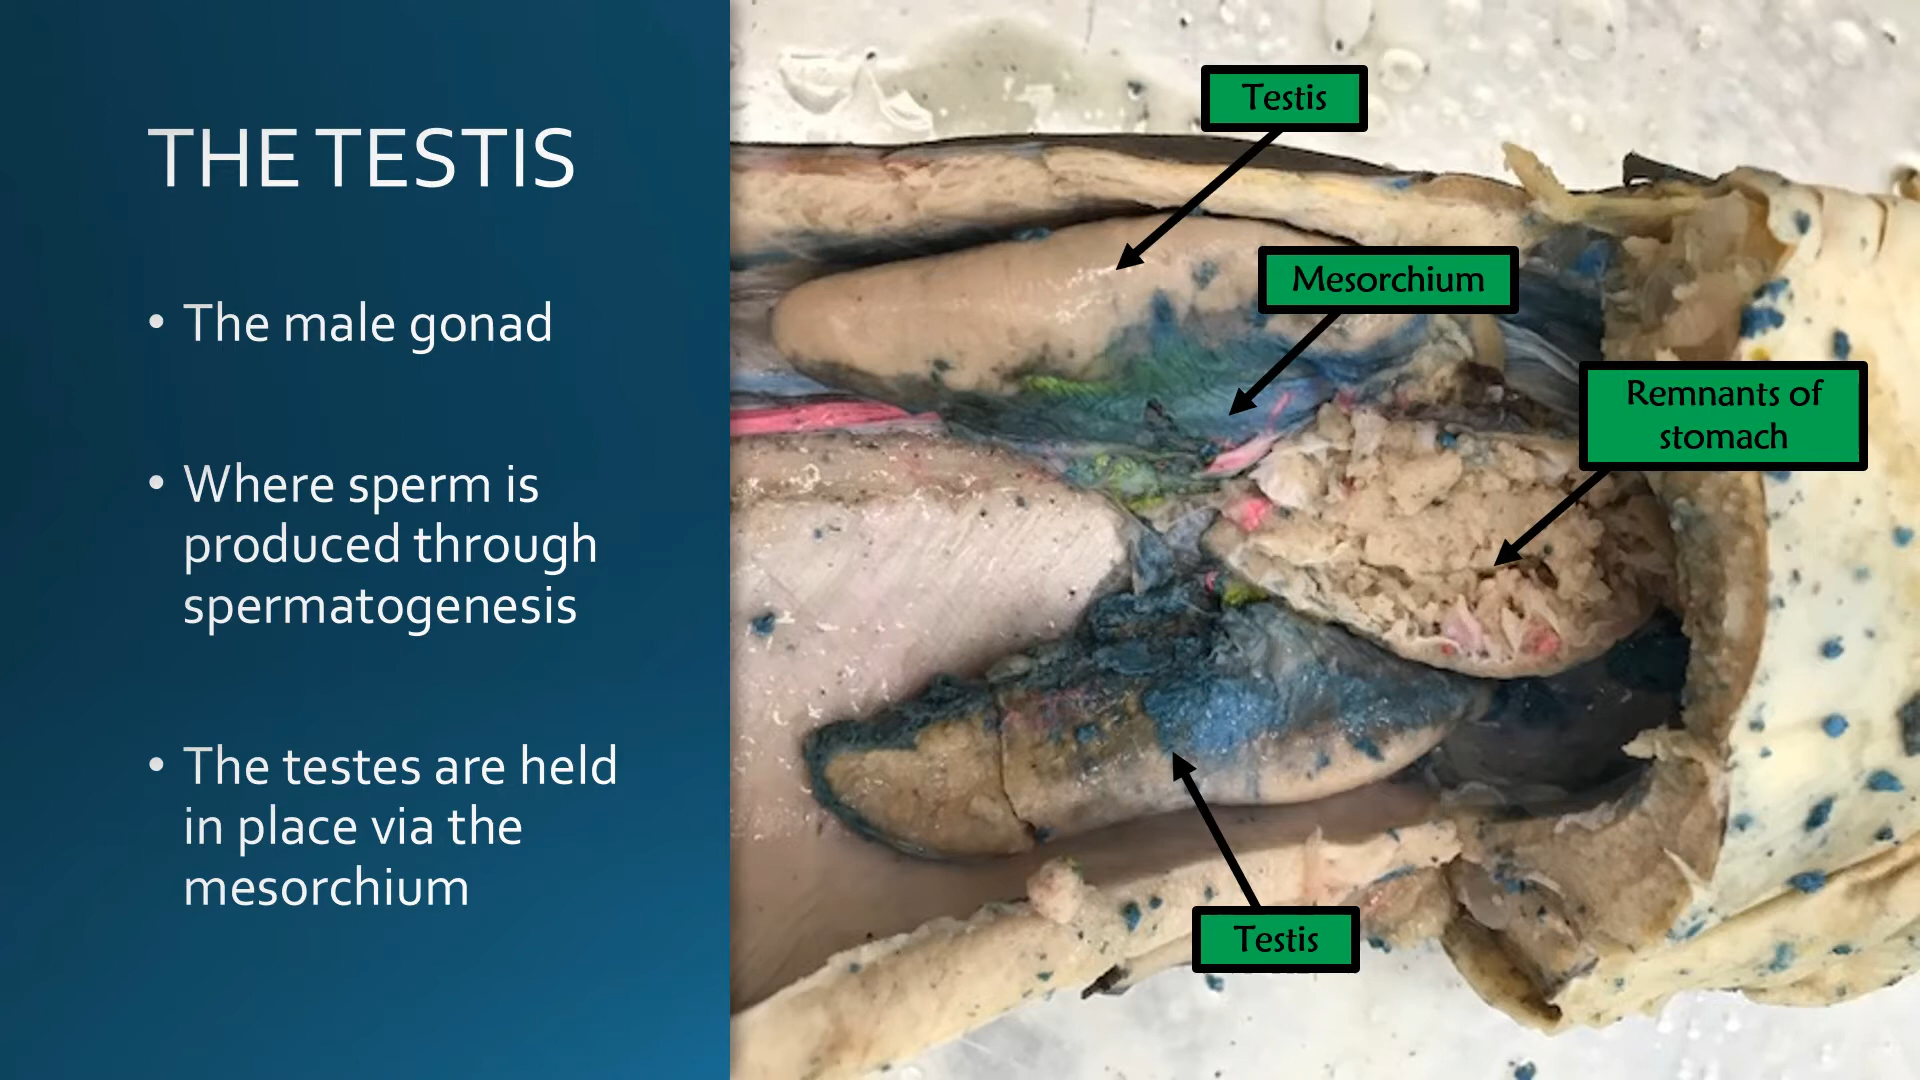 THE TESTIS
• The male gonad
• Where sperm is
produced through
spermatogenesis
• The testes are held
in place via the
mesorchium
Testis
Mesorchium
Remnants of
stomach
Testis